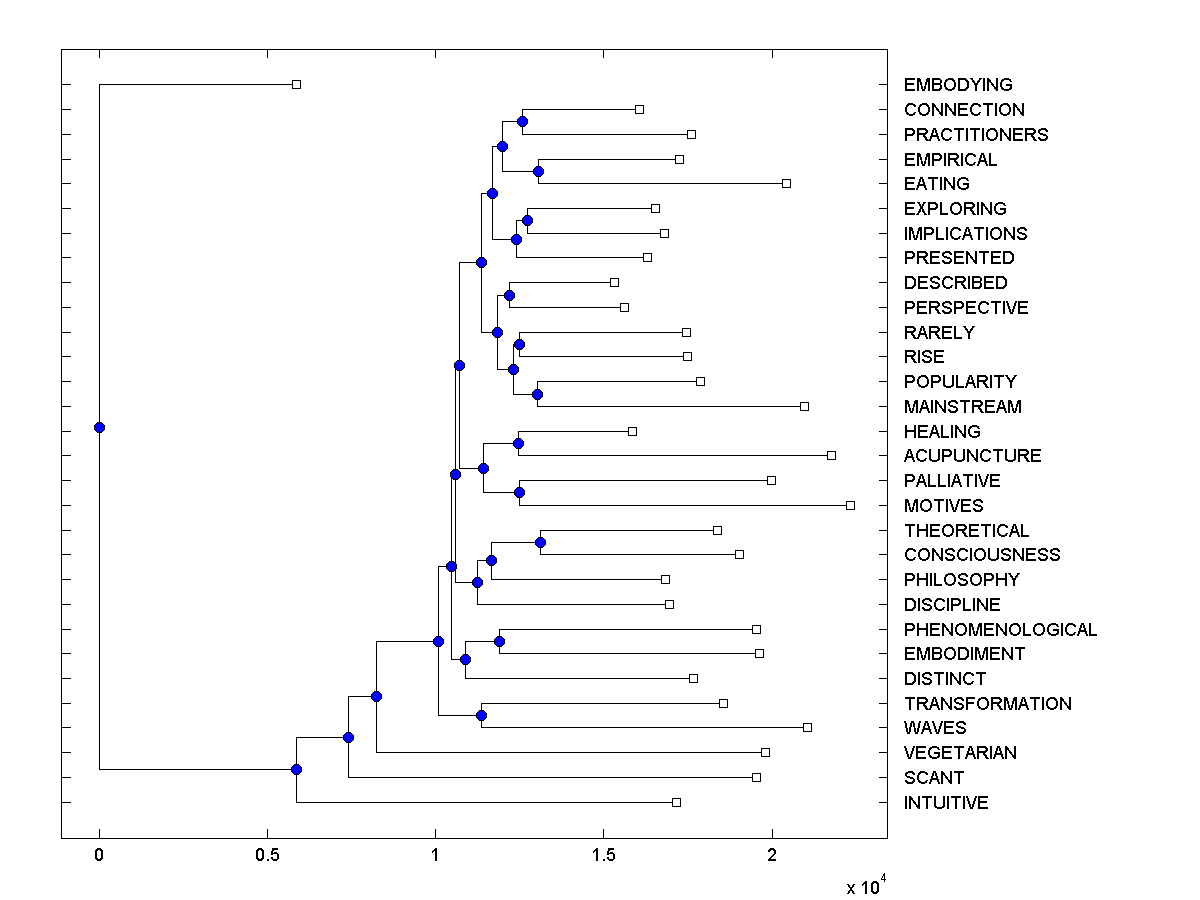 EMBODYING
CONNECTION
PRACTITIONERS
EMPIRICAL
EATING
EXPLORING
IMPLICATIONS
PRESENTED
DESCRIBED
PERSPECTIVE
RARELY
RISE
POPULARITY
MAINSTREAM
HEALING
ACUPUNCTURE
PALLIATIVE
MOTIVES
THEORETICAL
CONSCIOUSNESS
PHILOSOPHY
DISCIPLINE
PHENOMENOLOGICAL
EMBODIMENT
DISTINCT
TRANSFORMATION
WAVES
VEGETARIAN
SCANT
INTUITIVE
0 0.5 1 1.5 2
x 10^4